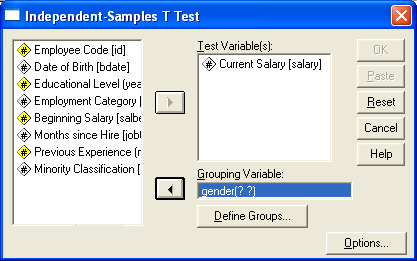 Independent-Samples T Test
Employee Code [id]
Date of Birth [bdate]
Educational Level (yea
Employment Category [
Beginning Salary [salbe
Months since Hire [jobt
Previous Experience (r
Minority Classification [
Test Variable(s):
Current Salary [salary]
Grouping Variable:
gender(? ?)
Define Groups...
OK
Paste
Reset
Cancel
Help
Options...